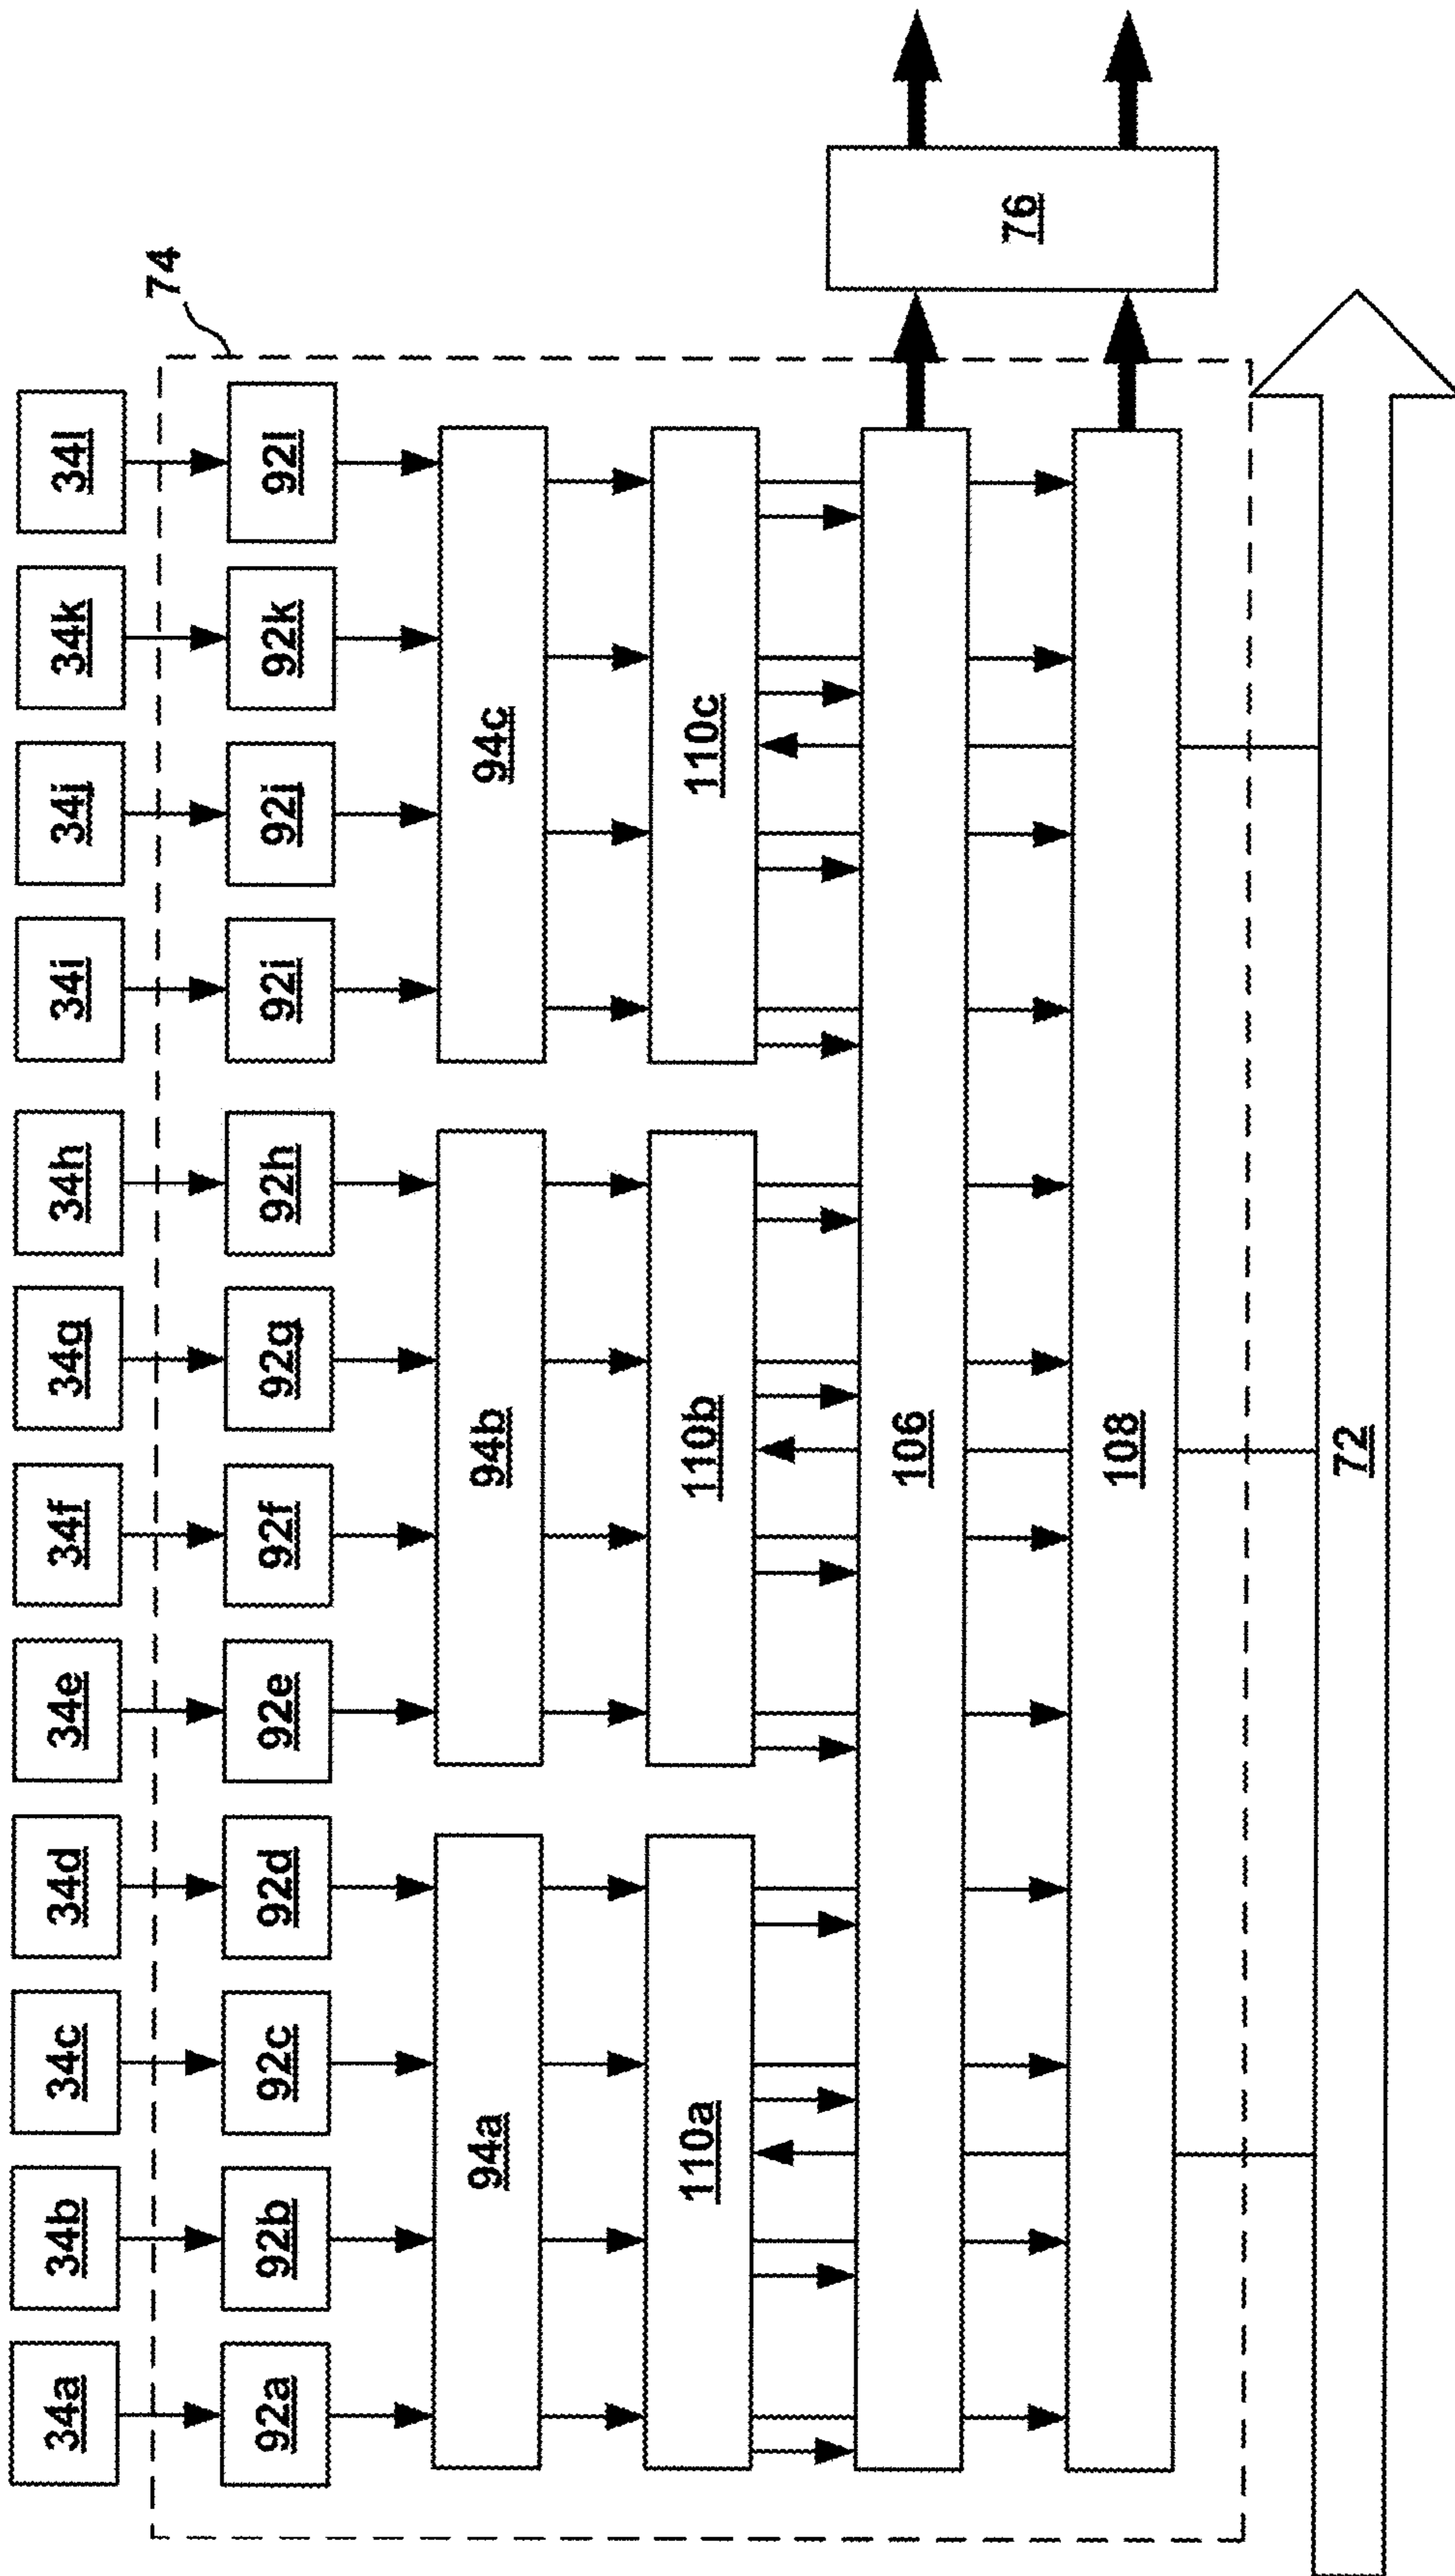 74
34a
34b
34c
34d
34e
34f
34g
34h
34i
34j
34k
34l
92a
92b
92c
92d
92e
92f
92g
92h
92i
92j
92k
92l
94a
94b
94c
110a
110b
110c
106
76
108
72